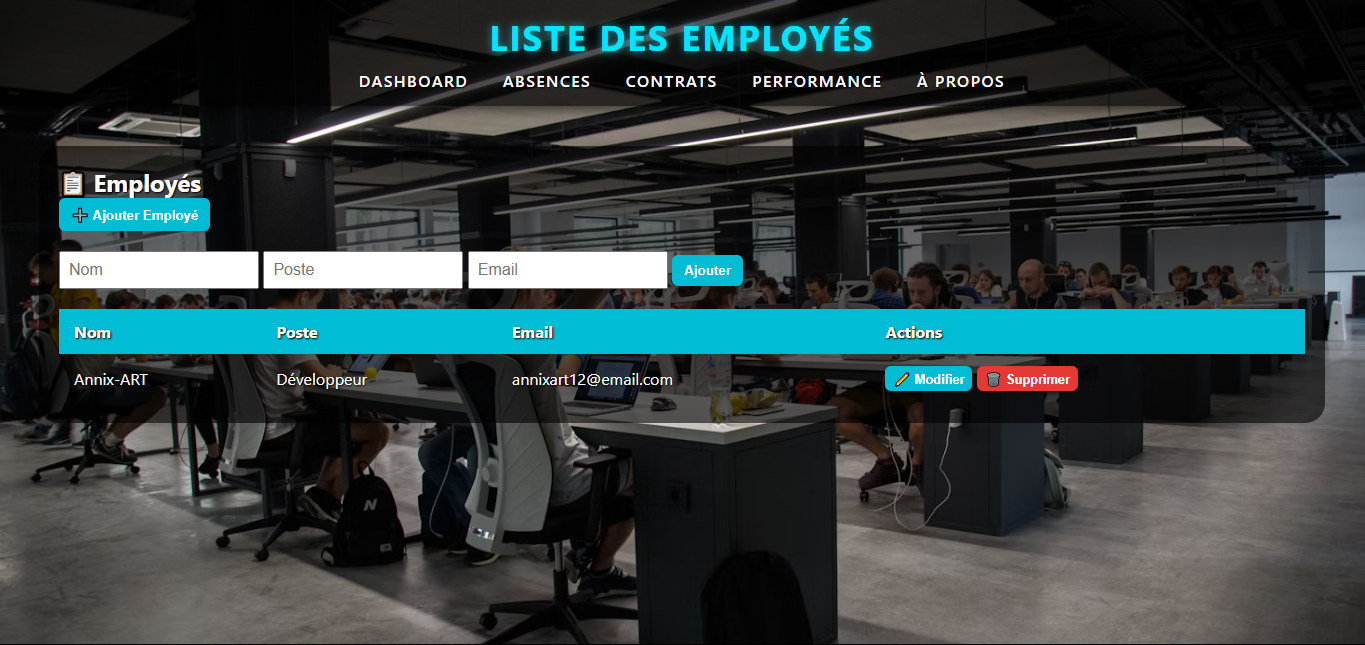 LISTE DES EMPLOYÉS
DASHBOARD ABSENCES CONTRATS PERFORMANCE À PROPOS
📋 Employés
➕ Ajouter Employé
Nom Poste Email Ajouter
Nom Poste Email Actions
Annix-ART Développeur annixart12@email.com ✏️ Modifier 🗑️ Supprimer